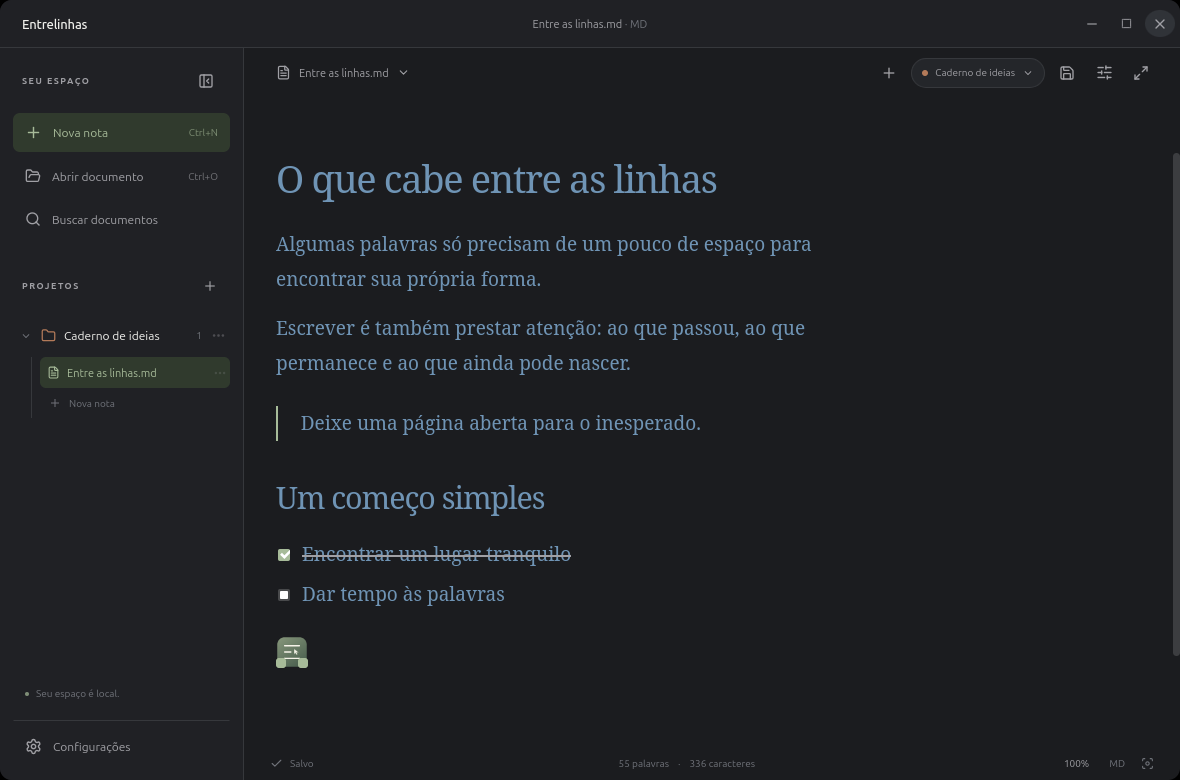 Entrelinhas
Entre as linhas.md · MD
SEU ESPAÇO
Nova nota Ctrl+N
Abrir documento Ctrl+O
Buscar documentos
PROJETOS
Caderno de ideias 1
Entre as linhas.md
Nova nota
Seu espaço é local.
Configurações
Entre as linhas.md
Caderno de ideias
O que cabe entre as linhas
Algumas palavras só precisam de um pouco de espaço para
encontrar sua própria forma.
Escrever é também prestar atenção: ao que passou, ao que
permanece e ao que ainda pode nascer.
Deixe uma página aberta para o inesperado.
Um começo simples
Encontrar um lugar tranquilo
Dar tempo às palavras
Salvo
55 palavras · 336 caracteres
100% MD